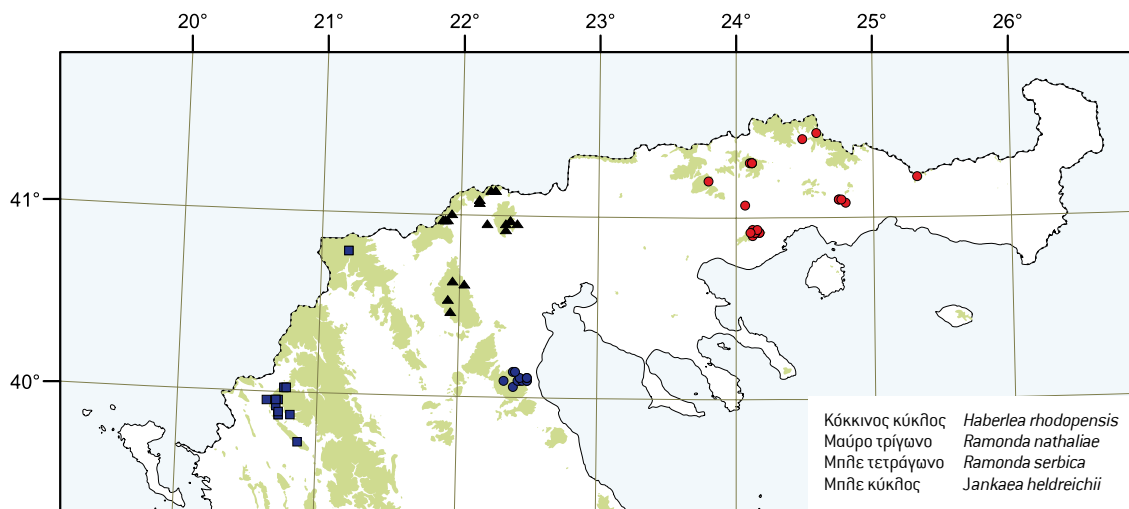 20° 21° 22° 23° 24° 25° 26°
41°
40°
Κόκκινος κύκλος Haberlea rhodopensis
Μαύρο τρίγωνο Ramonda nathaliae
Μπλε τετράγωνο Ramonda serbica
Μπλε κύκλος Jankaea heldreichii